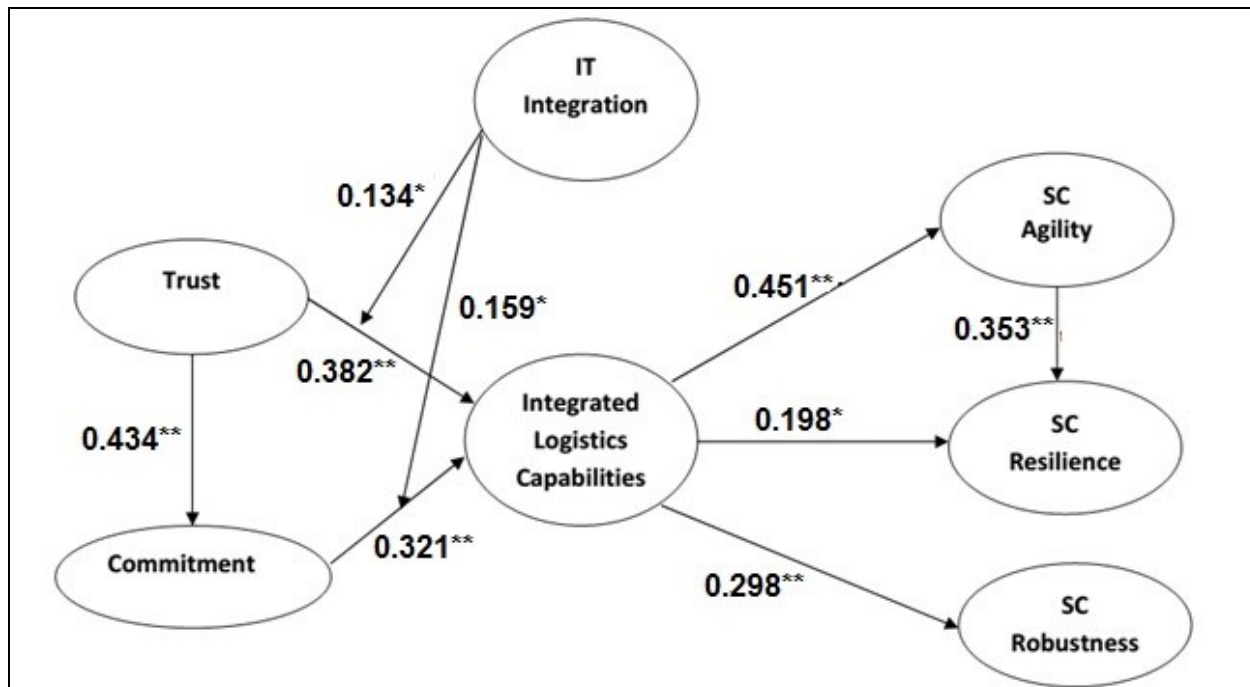 IT
Integration
0.134*
SC
Agility
Trust
0.159*
0.451**
0.353**
0.382**
Integrated
Logistics
Capabilities
0.434**
0.198*
SC
Resilience
0.321**
Commitment
0.298**
SC
Robustness